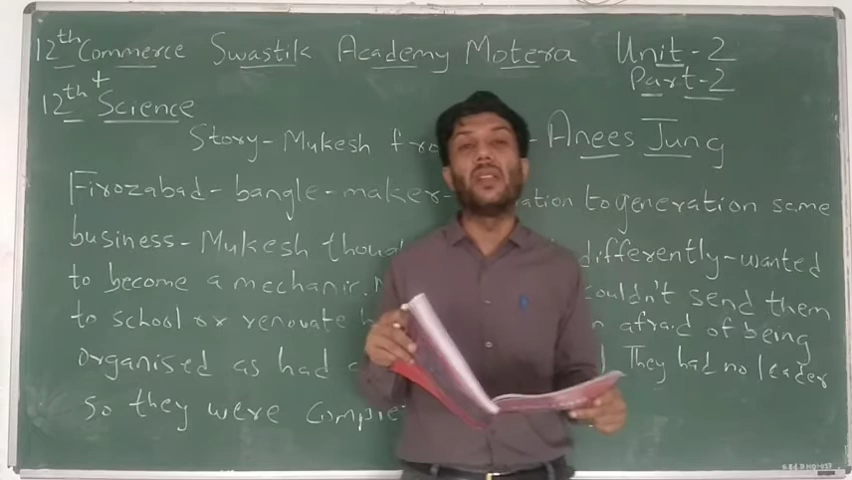 12th Commerce Swastik Academy Motera Unit-2
Part-2
12th + Science
Story-Mukesh - Anees Jung
Firozabad-bangle-maker- to generation same
business-Mukesh differently-wanted
to become a mechanic. couldn't send them
to school or renovate afraid of being
organised as had They had no leader
so they were